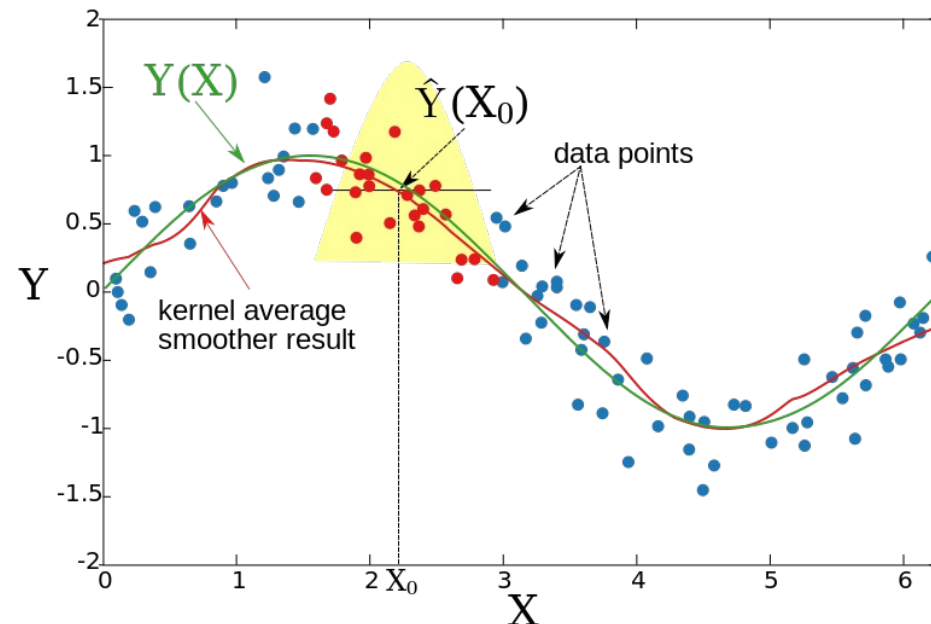 2
1.5
1
0.5
0
-0.5
-1
-1.5
-2
Y
Y(X)
Ŷ(X₀)
data points
kernel average
smoother result
0 1 2 X₀ 3 4 5 6
X